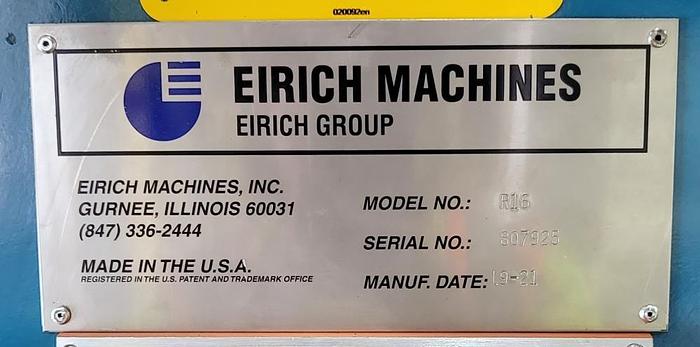 020092en
EIRICH MACHINES
EIRICH GROUP
EIRICH MACHINES, INC.
GURNEE, ILLINOIS 60031
(847) 336-2444
MADE IN THE U.S.A.
REGISTERED IN THE U.S. PATENT AND TRADEMARK OFFICE
MODEL NO.: R16
SERIAL NO.:
MANUF. DATE: